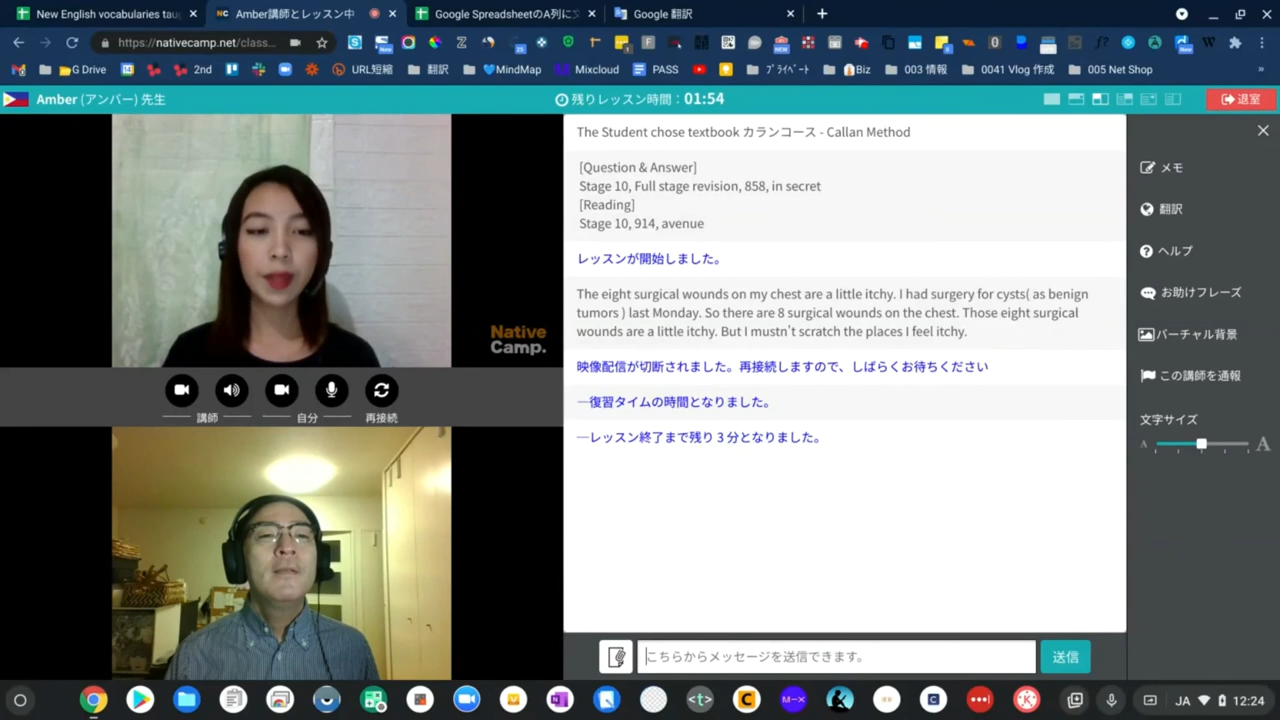 New English vocabularies taug
Amber講師とレッスン中
Google SpreadsheetのA列に文
Google 翻訳
https://nativecamp.net/class...
G Drive
2nd
URL短縮
翻訳
MindMap
Mixcloud
PASS
ﾌﾟﾗｲﾍﾞｰﾄ
Biz
003 情報
0041 Vlog 作成
005 Net Shop
Amber (アンバー) 先生
残りレッスン時間：01:54
退室
The Student chose textbook カランコース - Callan Method
[Question & Answer]
Stage 10, Full stage revision, 858, in secret
[Reading]
Stage 10, 914, avenue
レッスンが開始しました。
The eight surgical wounds on my chest are a little itchy. I had surgery for cysts( as benign
tumors ) last Monday. So there are 8 surgical wounds on the chest. Those eight surgical
wounds are a little itchy. But I mustn't scratch the places I feel itchy.
映像配信が切断されました。再接続しますので、しばらくお待ちください
―復習タイムの時間となりました。
―レッスン終了まで残り３分となりました。
メモ
翻訳
ヘルプ
お助けフレーズ
バーチャル背景
この講師を通報
文字サイズ
A A
Native
Camp.
講師 自分 再接続
こちらからメッセージを送信できます。
送信
JA 12:24